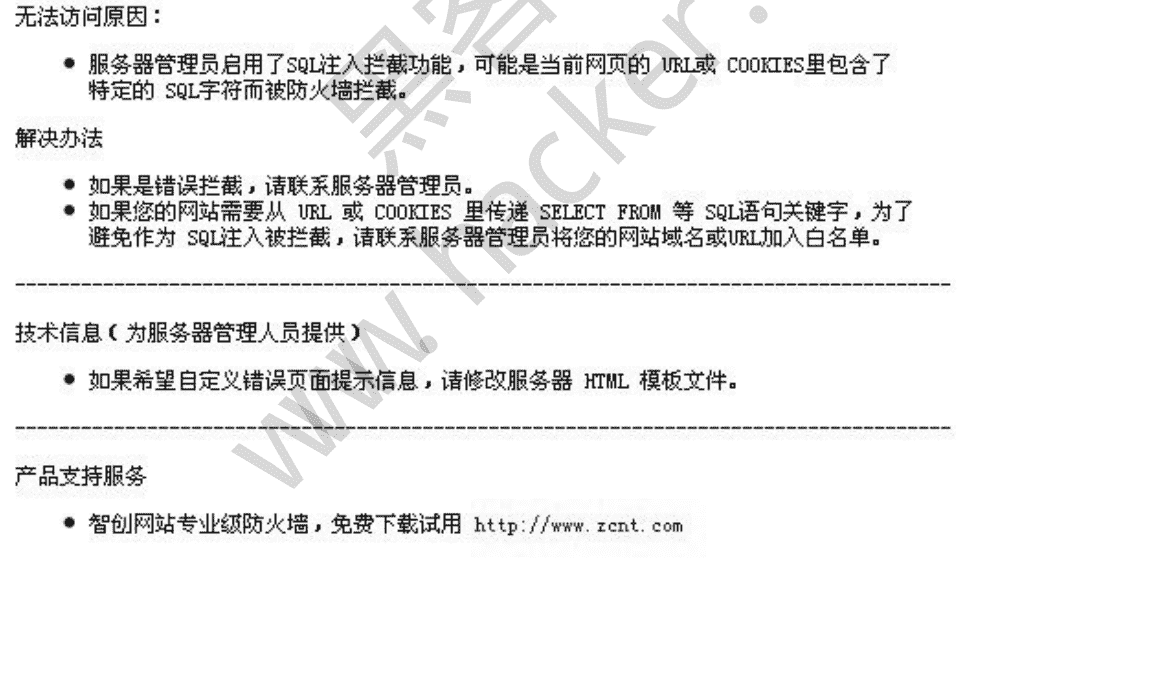 无法访问原因：
服务器管理员启用了SQL注入拦截功能，可能是当前网页的 URL或 COOKIES里包含了
特定的 SQL字符而被防火墙拦截。
解决办法
如果是错误拦截，请联系服务器管理员。
如果您的网站需要从 URL 或 COOKIES 里传递 SELECT FROM 等 SQL语句关键字，为了
避免作为 SQL注入被拦截，请联系服务器管理员将您的网站域名或URL加入白名单。
技术信息（为服务器管理人员提供）
如果希望自定义错误页面提示信息，请修改服务器 HTML 模板文件。
产品支持服务
智创网站专业级防火墙，免费下载试用 http://www.zcnt.com
黑客
www.hacker.